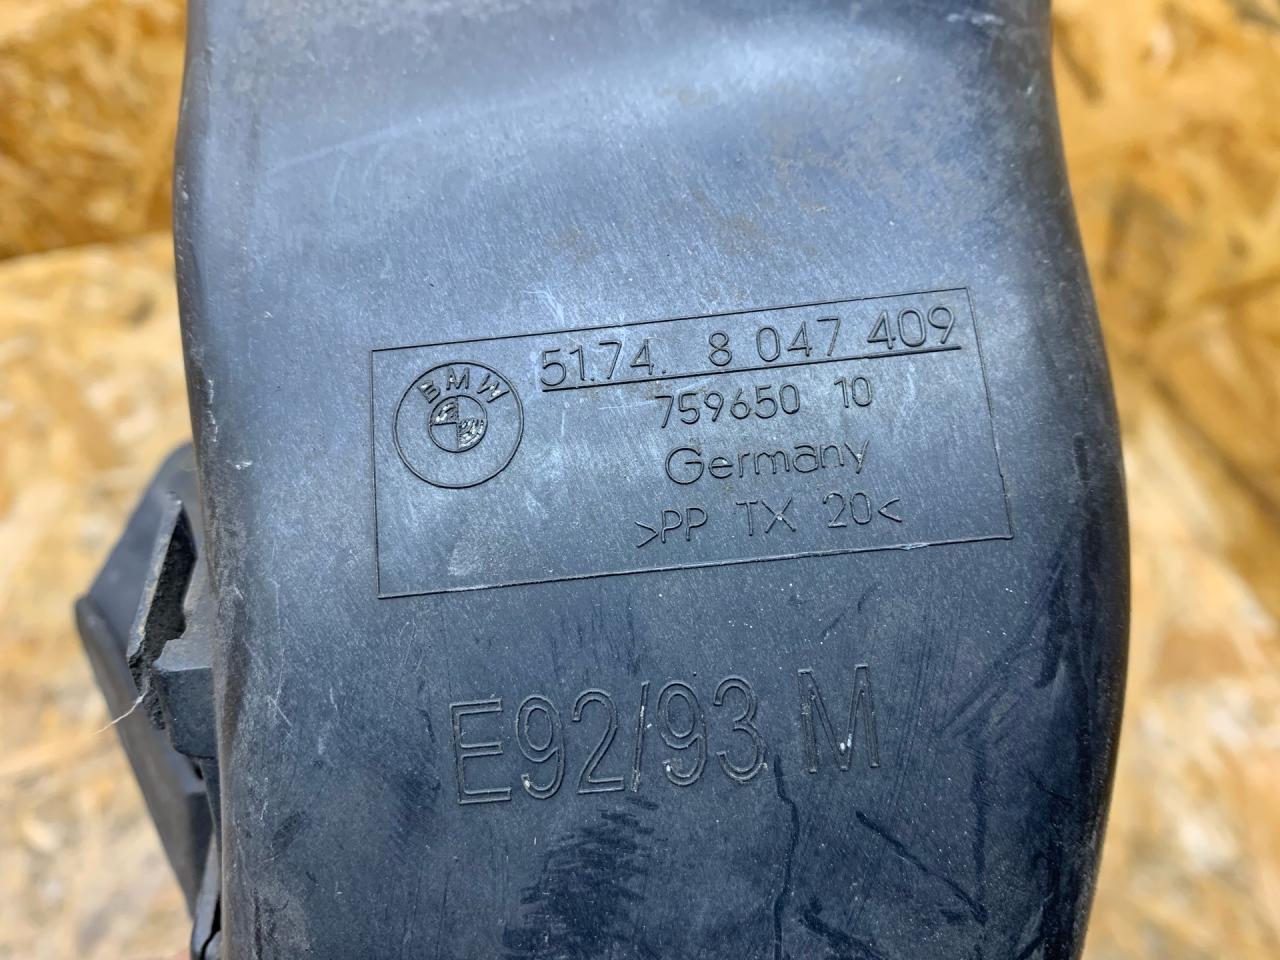 BMW
51.74. 8 047 409
759650 10
Germany
>PP TX 20<
E92/93 M